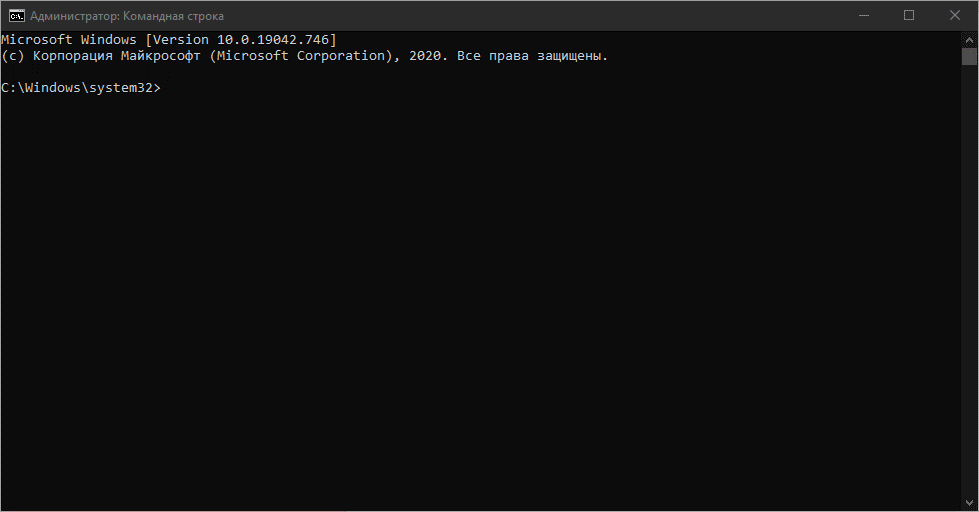 Администратор: Командная строка
Microsoft Windows [Version 10.0.19042.746]
(c) Корпорация Майкрософт (Microsoft Corporation), 2020. Все права защищены.
C:\Windows\system32>